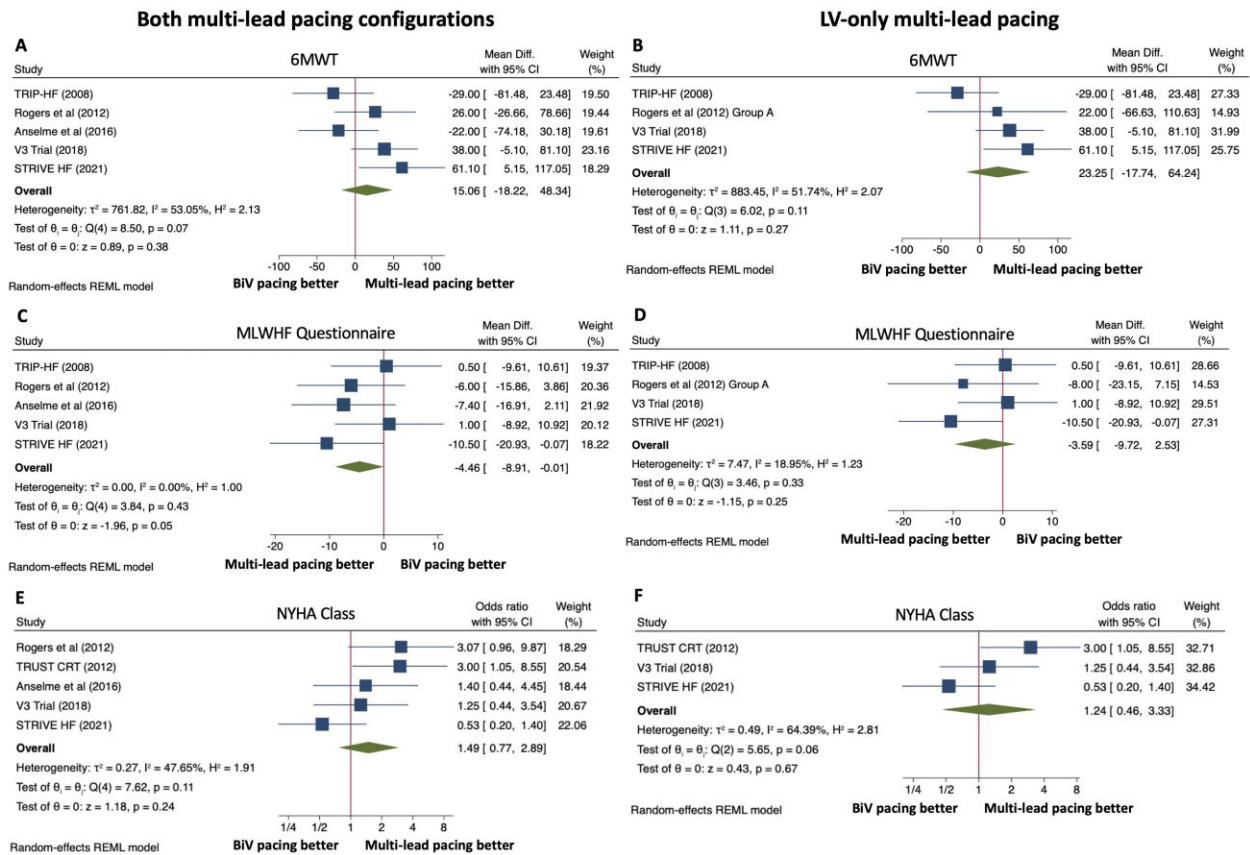 Both multi-lead pacing configurations
LV-only multi-lead pacing
A
6MWT
Mean Diff. Weight
Study with 95% CI (%)
TRIP-HF (2008) -29.00 [ -81.48, 23.48] 19.50
Rogers et al (2012) 26.00 [ -26.66, 78.66] 19.44
Anselme et al (2016) -22.00 [ -74.18, 30.18] 19.61
V3 Trial (2018) 38.00 [ -5.10, 81.10] 23.16
STRIVE HF (2021) 61.10 [ 5.15, 117.05] 18.29
Overall 15.06 [ -18.22, 48.34]
Heterogeneity: τ² = 761.82, I² = 53.05%, H² = 2.13
Test of θᵢ = θⱼ: Q(4) = 8.50, p = 0.07
Test of θ = 0: z = 0.89, p = 0.38
-100 -50 0 50 100
BiV pacing better Multi-lead pacing better
Random-effects REML model
B
6MWT
Mean Diff. Weight
Study with 95% CI (%)
TRIP-HF (2008) -29.00 [ -81.48, 23.48] 27.33
Rogers et al (2012) Group A 22.00 [ -66.63, 110.63] 14.93
V3 Trial (2018) 38.00 [ -5.10, 81.10] 31.99
STRIVE HF (2021) 61.10 [ 5.15, 117.05] 25.75
Overall 23.25 [ -17.74, 64.24]
Heterogeneity: τ² = 883.45, I² = 51.74%, H² = 2.07
Test of θᵢ = θⱼ: Q(3) = 6.02, p = 0.11
Test of θ = 0: z = 1.11, p = 0.27
-100 -50 0 50 100
Random-effects REML model BiV pacing better Multi-lead pacing better
C
MLWHF Questionnaire
Mean Diff. Weight
Study with 95% CI (%)
TRIP-HF (2008) 0.50 [ -9.61, 10.61] 19.37
Rogers et al (2012) -6.00 [ -15.86, 3.86] 20.36
Anselme et al (2016) -7.40 [ -16.91, 2.11] 21.92
V3 Trial (2018) 1.00 [ -8.92, 10.92] 20.12
STRIVE HF (2021) -10.50 [ -20.93, -0.07] 18.22
Overall -4.46 [ -8.91, -0.01]
Heterogeneity: τ² = 0.00, I² = 0.00%, H² = 1.00
Test of θᵢ = θⱼ: Q(4) = 3.84, p = 0.43
Test of θ = 0: z = -1.96, p = 0.05
-20 -10 0 10
Random-effects REML model Multi-lead pacing better BiV pacing better
D
MLWHF Questionnaire
Mean Diff. Weight
Study with 95% CI (%)
TRIP-HF (2008) 0.50 [ -9.61, 10.61] 28.66
Rogers et al (2012) Group A -8.00 [ -23.15, 7.15] 14.53
V3 Trial (2018) 1.00 [ -8.92, 10.92] 29.51
STRIVE HF (2021) -10.50 [ -20.93, -0.07] 27.31
Overall -3.59 [ -9.72, 2.53]
Heterogeneity: τ² = 7.47, I² = 18.95%, H² = 1.23
Test of θᵢ = θⱼ: Q(3) = 3.46, p = 0.33
Test of θ = 0: z = -1.15, p = 0.25
-20 -10 0 10
Random-effects REML model Multi-lead pacing better BiV pacing better
E
NYHA Class
Odds ratio Weight
Study with 95% CI (%)
Rogers et al (2012) 3.07 [ 0.96, 9.87] 18.29
TRUST CRT (2012) 3.00 [ 1.05, 8.55] 20.54
Anselme et al (2016) 1.40 [ 0.44, 4.45] 18.44
V3 Trial (2018) 1.25 [ 0.44, 3.54] 20.67
STRIVE HF (2021) 0.53 [ 0.20, 1.40] 22.06
Overall 1.49 [ 0.77, 2.89]
Heterogeneity: τ² = 0.27, I² = 47.65%, H² = 1.91
Test of θᵢ = θⱼ: Q(4) = 7.62, p = 0.11
Test of θ = 0: z = 1.18, p = 0.24
1/4 1/2 1 2 4 8
Random-effects REML model BiV pacing better Multi-lead pacing better
F
NYHA Class
Odds ratio Weight
Study with 95% CI (%)
TRUST CRT (2012) 3.00 [ 1.05, 8.55] 32.71
V3 Trial (2018) 1.25 [ 0.44, 3.54] 32.86
STRIVE HF (2021) 0.53 [ 0.20, 1.40] 34.42
Overall 1.24 [ 0.46, 3.33]
Heterogeneity: τ² = 0.49, I² = 64.39%, H² = 2.81
Test of θᵢ = θⱼ: Q(2) = 5.65, p = 0.06
Test of θ = 0: z = 0.43, p = 0.67
1/4 1/2 1 2 4 8
Random-effects REML model BiV pacing better Multi-lead pacing better